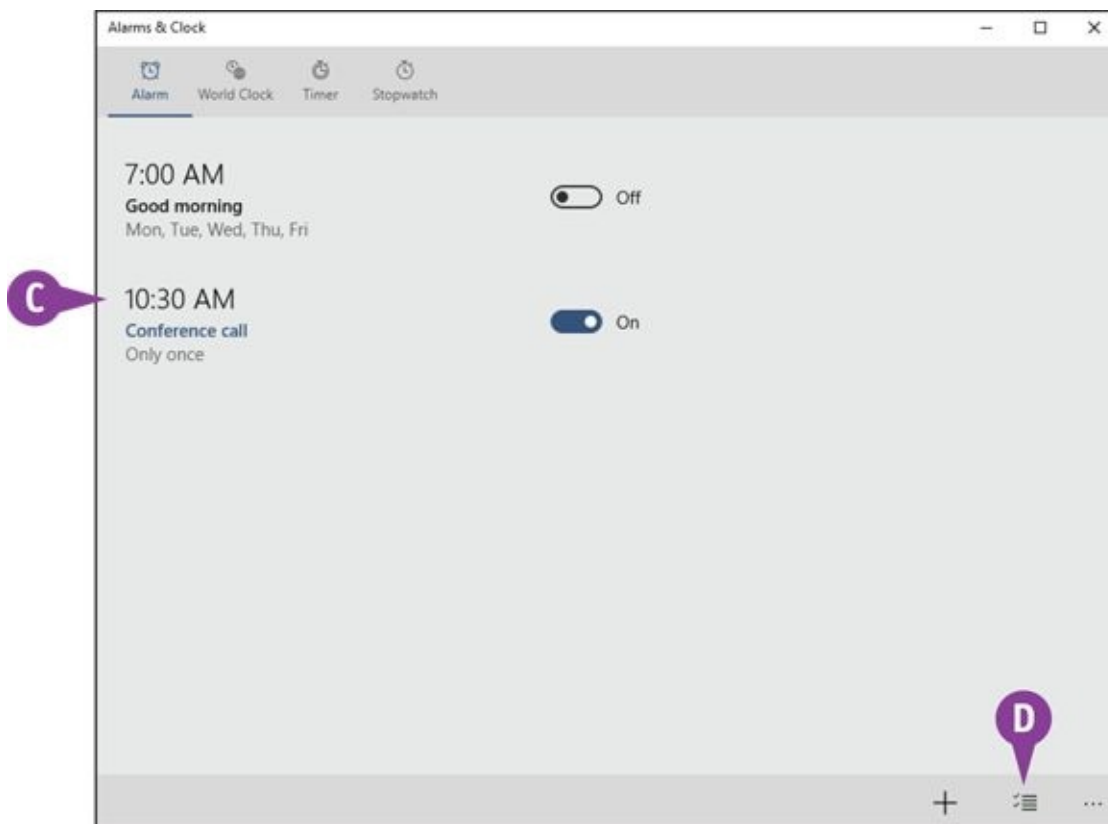 Alarms & Clock
Alarm World Clock Timer Stopwatch
7:00 AM
Good morning
Mon, Tue, Wed, Thu, Fri
Off
C
10:30 AM
Conference call
Only once
On
D